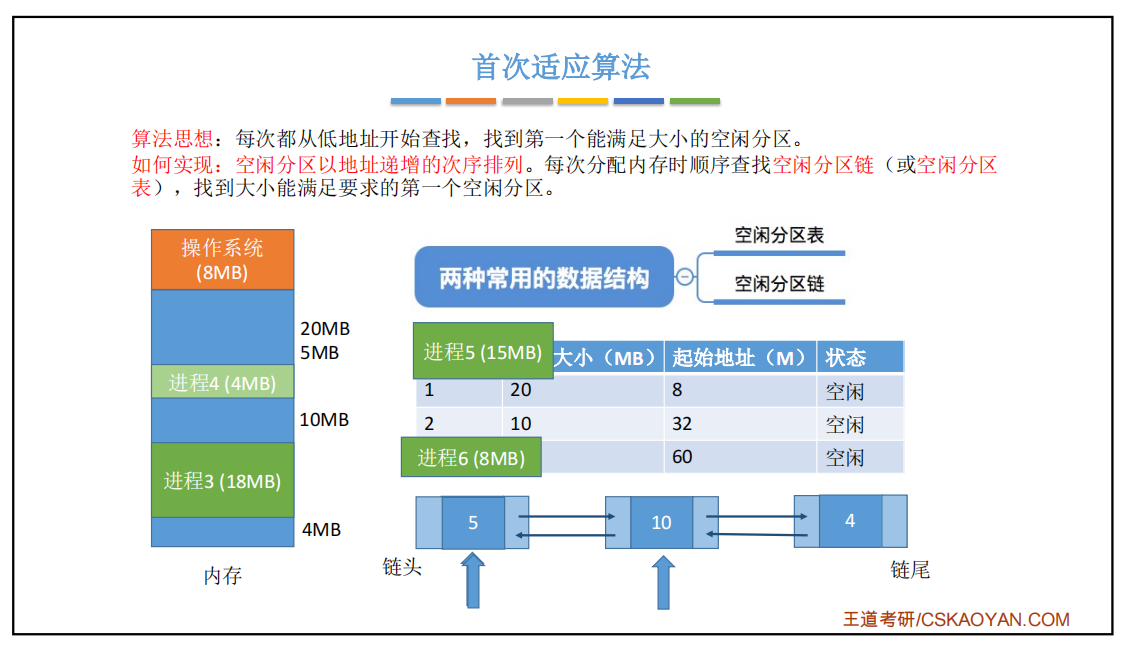 首次适应算法
算法思想：每次都从低地址开始查找，找到第一个能满足大小的空闲分区。
如何实现：空闲分区以地址递增的次序排列。每次分配内存时顺序查找空闲分区链（或空闲分区
表），找到大小能满足要求的第一个空闲分区。
操作系统
(8MB)
20MB
5MB
进程4 (4MB)
10MB
进程3 (18MB)
4MB
内存
两种常用的数据结构
空闲分区表
空闲分区链
进程5 (15MB)
大小（MB） 起始地址（M） 状态
1 20 8 空闲
2 10 32 空闲
进程6 (8MB) 60 空闲
5 10 4
链头
链尾
王道考研/CSKAOYAN.COM